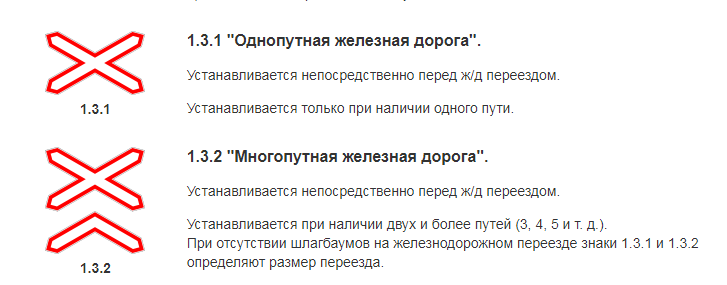 1.3.1 "Однопутная железная дорога".
Устанавливается непосредственно перед ж/д переездом.
1.3.1
Устанавливается только при наличии одного пути.
1.3.2 "Многопутная железная дорога".
Устанавливается непосредственно перед ж/д переездом.
Устанавливается при наличии двух и более путей (3, 4, 5 и т. д.).
При отсутствии шлагбаумов на железнодорожном переезде знаки 1.3.1 и 1.3.2
1.3.2
определяют размер переезда.